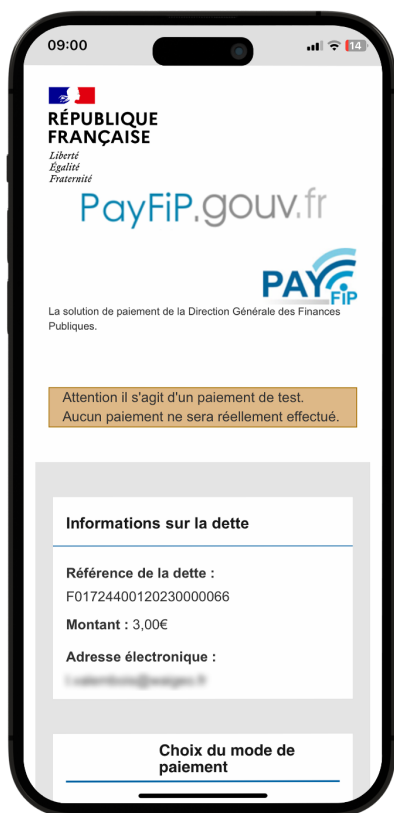 09:00
14
RÉPUBLIQUE
FRANÇAISE
Liberté
Égalité
Fraternité
PayFiP.gouv.fr
PAY
FiP
La solution de paiement de la Direction Générale des Finances
Publiques.
Attention il s'agit d'un paiement de test.
Aucun paiement ne sera réellement effectué.
Informations sur la dette
Référence de la dette :
F01724400120230000066
Montant : 3,00€
Adresse électronique :
Choix du mode de
paiement